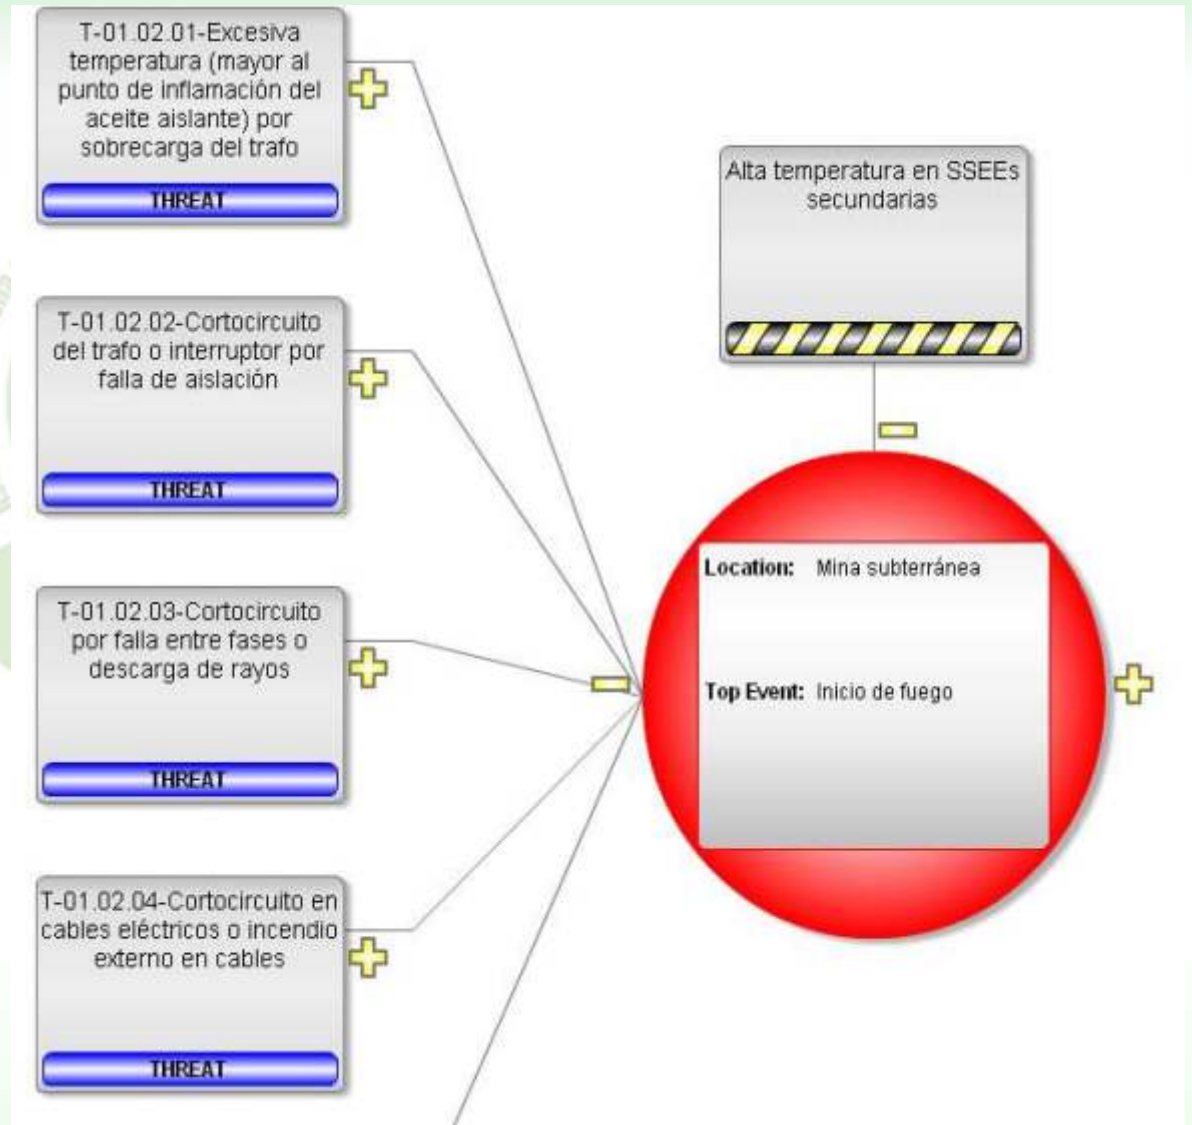 T-01.02.01-Excesiva
temperatura (mayor al
punto de inflamación del
aceite aislante) por
sobrecarga del trafo
THREAT
T-01.02.02-Cortocircuito
del trafo o interruptor por
falla de aislación
THREAT
T-01.02.03-Cortocircuito
por falla entre fases o
descarga de rayos
THREAT
T-01.02.04-Cortocircuito en
cables eléctricos o incendio
externo en cables
THREAT
Alta temperatura en SSEEs
secundarias
Location: Mina subterránea
Top Event: Inicio de fuego